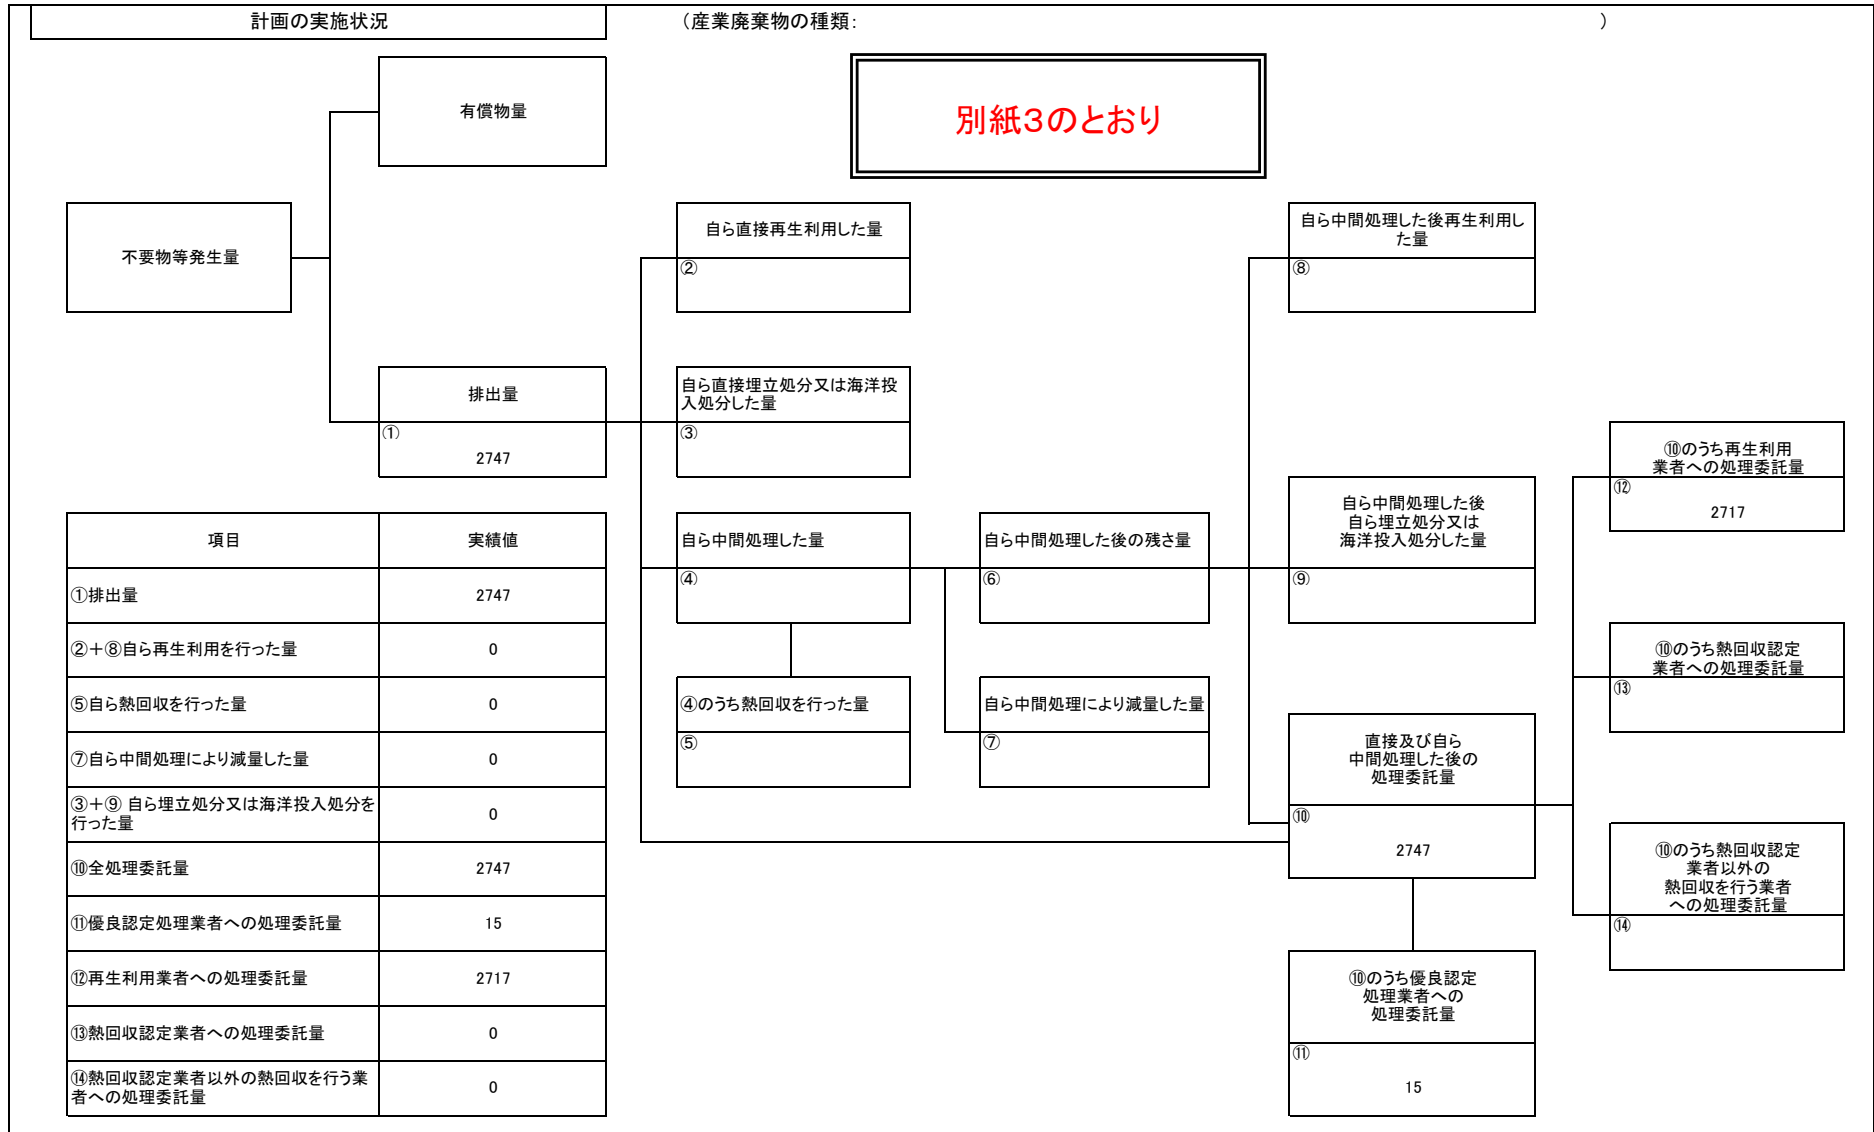 計画の実施状況
（産業廃棄物の種類：　　　　　）
有償物量
別紙３のとおり
不要物等発生量
自ら直接再生利用した量
②
自ら中間処理した後再生利用し
た量
⑧
排出量
①
2747
自ら直接埋立処分又は海洋投
入処分した量
③
⑩のうち再生利用
業者への処理委託量
⑫
2717
項目
実績値
①排出量
2747
②＋⑧自ら再生利用を行った量
0
⑤自ら熱回収を行った量
0
⑦自ら中間処理により減量した量
0
③＋⑨ 自ら埋立処分又は海洋投入処分を
行った量
0
⑩全処理委託量
2747
⑪優良認定処理業者への処理委託量
15
⑫再生利用業者への処理委託量
2717
⑬熱回収認定業者への処理委託量
0
⑭熱回収認定業者以外の熱回収を行う業
者への処理委託量
0
自ら中間処理した量
④
自ら中間処理した後の残さ量
⑥
自ら中間処理した後
自ら埋立処分又は
海洋投入処分した量
⑨
④のうち熱回収を行った量
⑤
自ら中間処理により減量した量
⑦
⑩のうち熱回収認定
業者への処理委託量
⑬
直接及び自ら
中間処理した後の
処理委託量
⑩
2747
⑩のうち熱回収認定
業者以外の
熱回収を行う業者
への処理委託量
⑭
⑩のうち優良認定
処理業者への
処理委託量
⑪
15